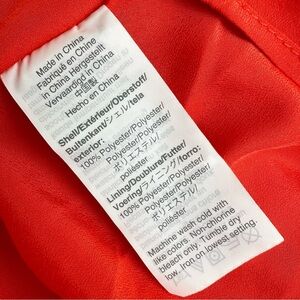 Made in China
Fabriqué en Chine
in China Hergestellt
Vervaardigd in China
中国製
Hecho en China
Shell/Extérieur/Oberstoff/
Buitenkant/シェル/tela
exterior:
100% Polyester/Polyester/
Polyester/Polyester/
ポリエステル/
poliéster
Lining/Doublure/Futter/
Voering/ライニング/forro:
100% Polyester/Polyester/
Polyester/Polyester/
ポリエステル/
poliéster
Machine wash cold with
like colors. Non-chlorine
bleach only. Tumble dry
low. Iron on lowest setting.